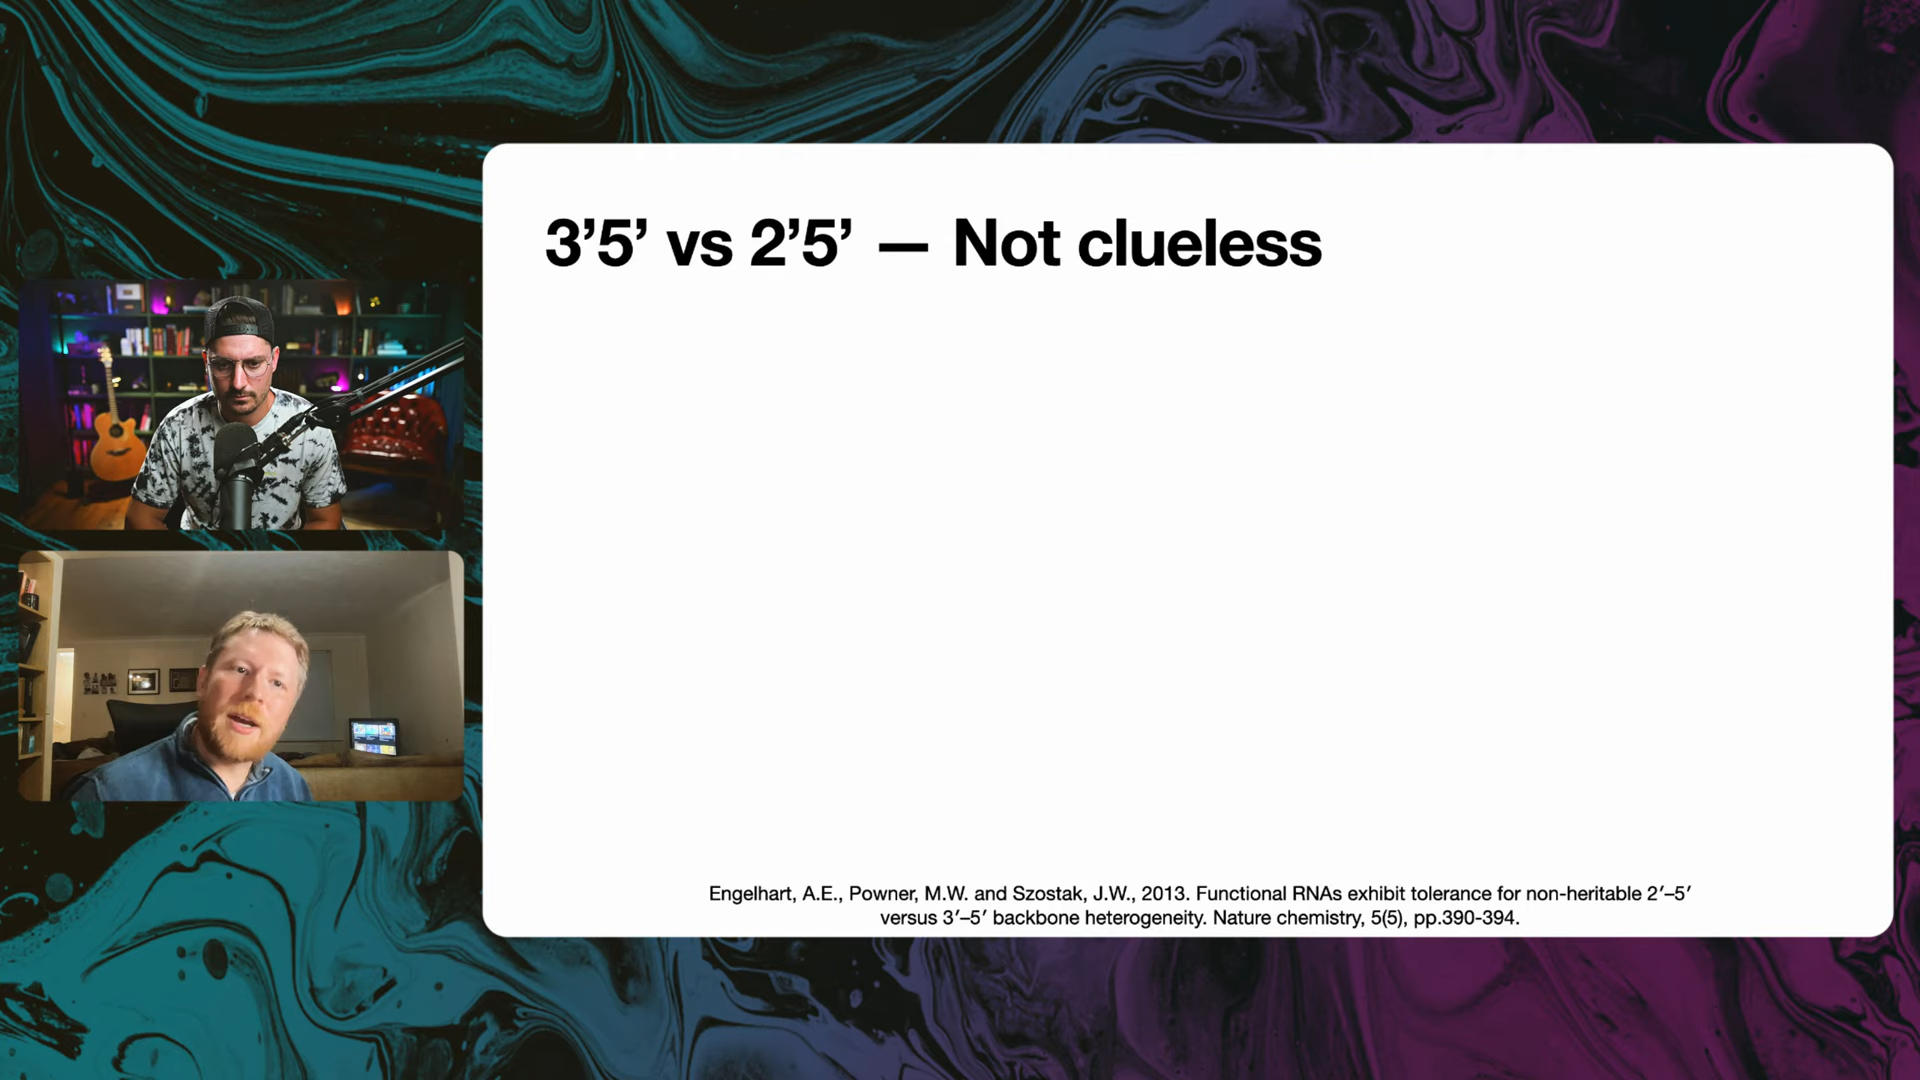 3’5’ vs 2’5’ — Not clueless
Engelhart, A.E., Powner, M.W. and Szostak, J.W., 2013. Functional RNAs exhibit tolerance for non-heritable 2′–5′
versus 3′–5′ backbone heterogeneity. Nature chemistry, 5(5), pp.390-394.